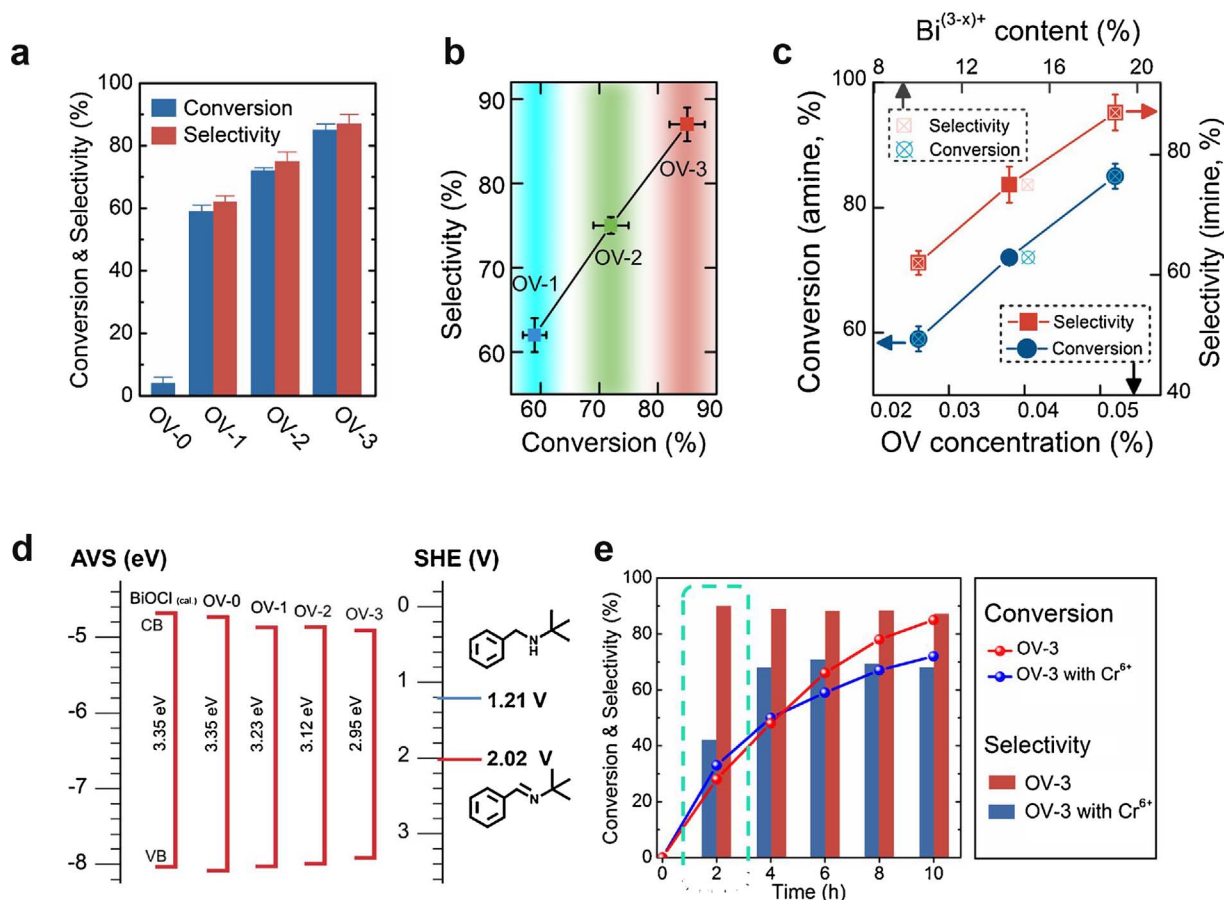 a
Conversion & Selectivity (%)
100
80
60
40
20
0
Conversion
Selectivity
OV-0
OV-1
OV-2
OV-3
b
Selectivity (%)
90
80
70
60
OV-1
OV-2
OV-3
60
70
80
90
Conversion (%)
c
Bi(3-x)+ content (%)
8 10 12 14 16 18 20
Conversion (amine, %)
100
80
60
Selectivity
Conversion
Selectivity
Conversion
80
60
40
Selectivity (imine, %)
0.02 0.03 0.04 0.05
OV concentration (%)
d
AVS (eV)
-5
-6
-7
-8
BiOCl (cal.)
OV-0
OV-1
OV-2
OV-3
CB
3.35 eV
3.35 eV
3.23 eV
3.12 eV
2.95 eV
VB
SHE (V)
0
1
2
3
N
H
1.21 V
2.02 V
N
e
Conversion & Selectivity (%)
100
80
60
40
20
0
0 2 4 6 8 10
Time (h)
Conversion
OV-3
OV-3 with Cr6+
Selectivity
OV-3
OV-3 with Cr6+